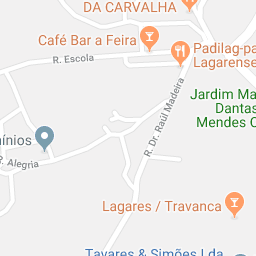 DA CARVALHA
Café Bar a Feira
Padilag-pa
Lagarense
R. Escola
Jardim Ma
Dantas
Mendes C
R. Dr. Raúl Madeira
ínios
R. Alegria
Lagares / Travanca
Tavares & Simões Lda